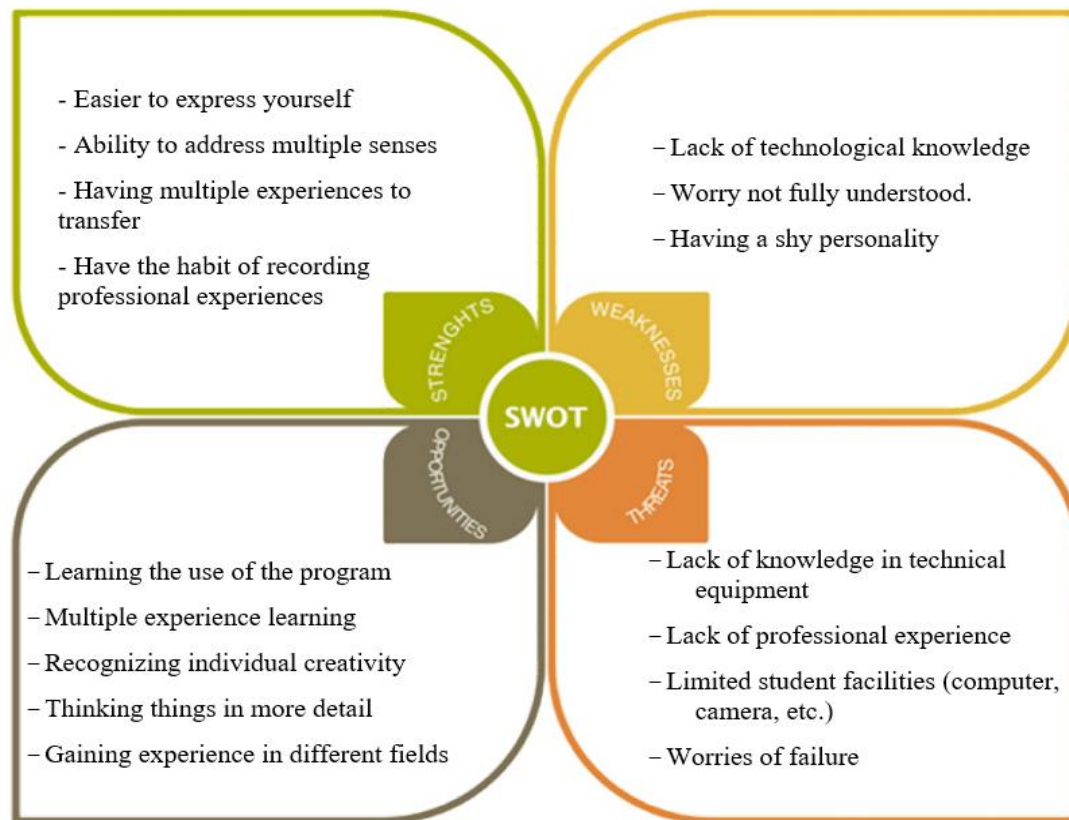 - Easier to express yourself
- Ability to address multiple senses
- Having multiple experiences to
transfer
- Have the habit of recording
professional experiences
STRENGHTS
– Lack of technological knowledge
– Worry not fully understood.
– Having a shy personality
WEAKNESSES
SWOT
OPPORTUNITIES
– Learning the use of the program
– Multiple experience learning
– Recognizing individual creativity
– Thinking things in more detail
– Gaining experience in different fields
THREATS
– Lack of knowledge in technical
equipment
– Lack of professional experience
– Limited student facilities (computer,
camera, etc.)
– Worries of failure